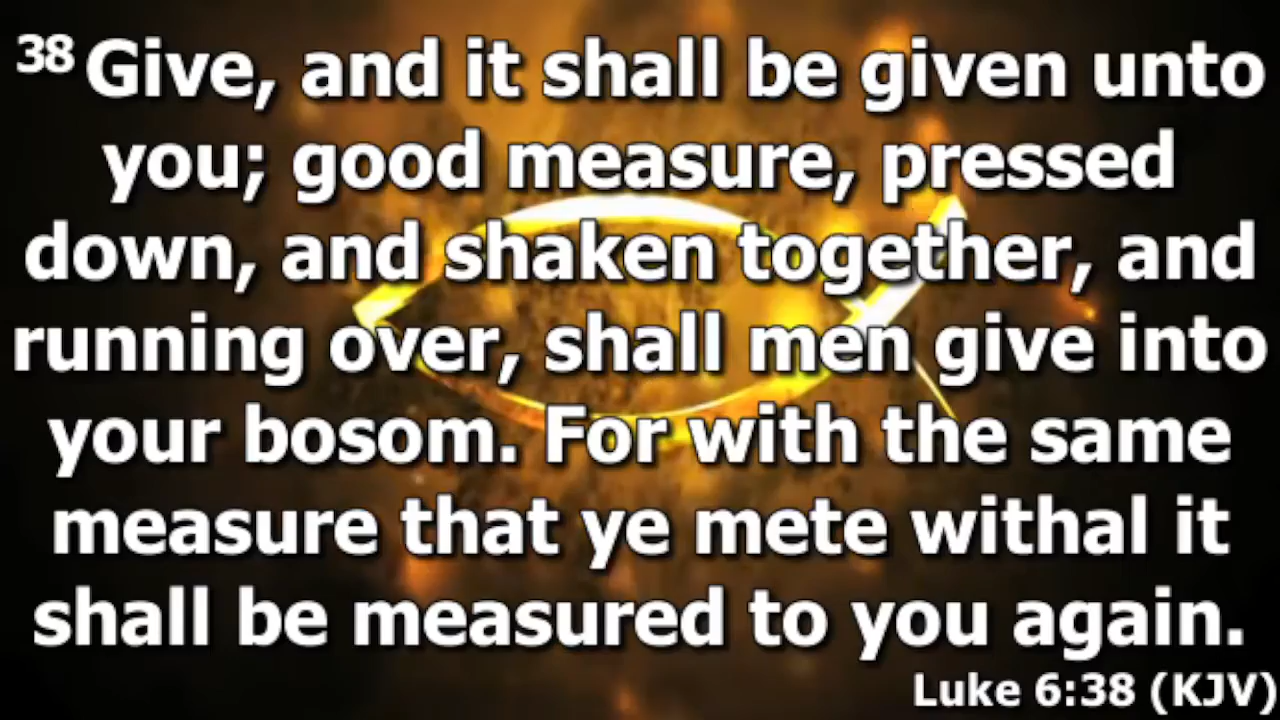 38 Give, and it shall be given unto
you; good measure, pressed
down, and shaken together, and
running over, shall men give into
your bosom. For with the same
measure that ye mete withal it
shall be measured to you again.
Luke 6:38 (KJV)